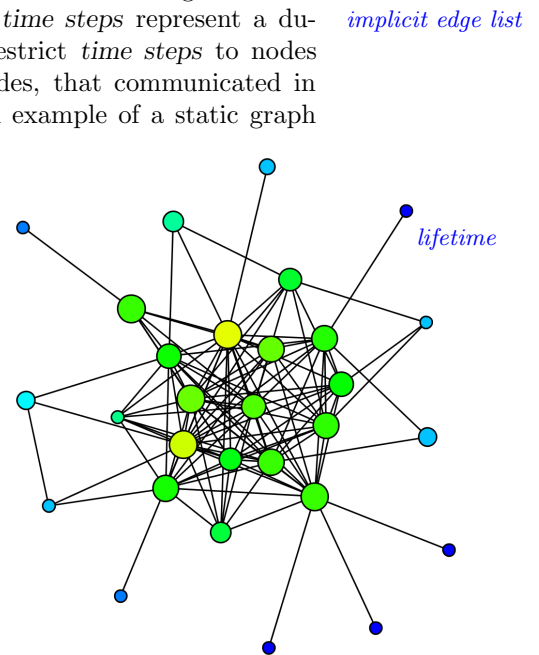 time steps represent a du-
implicit edge list
estrict time steps to nodes
des, that communicated in
example of a static graph
lifetime